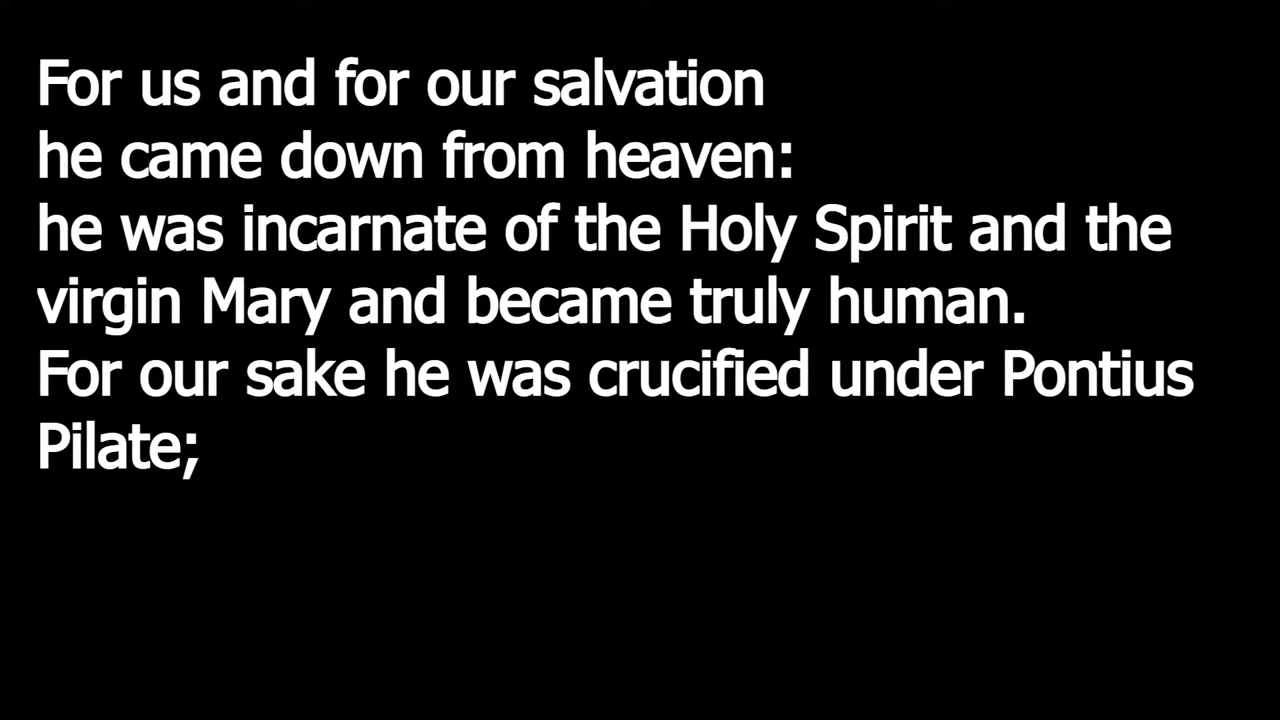 For us and for our salvation
he came down from heaven:
he was incarnate of the Holy Spirit and the
virgin Mary and became truly human.
For our sake he was crucified under Pontius
Pilate;